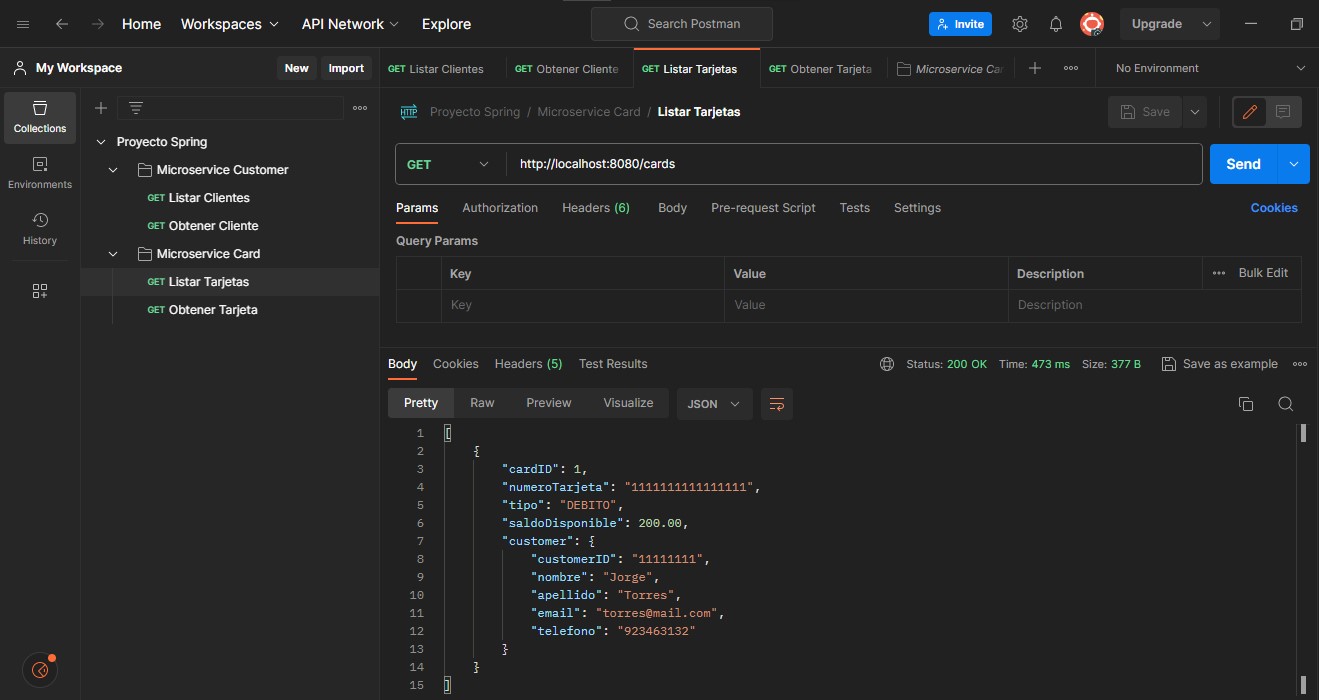 Home Workspaces API Network Explore Search Postman Invite Upgrade
My Workspace New Import GET Listar Clientes GET Obtener Cliente GET Listar Tarjetas GET Obtener Tarjeta Microservice Car No Environment
Collections
Environments
History
Proyecto Spring
Microservice Customer
GET Listar Clientes
GET Obtener Cliente
Microservice Card
GET Listar Tarjetas
GET Obtener Tarjeta
HTTP Proyecto Spring / Microservice Card / Listar Tarjetas Save
GET http://localhost:8080/cards Send
Params Authorization Headers (6) Body Pre-request Script Tests Settings Cookies
Query Params
Key Value Description Bulk Edit
Key Value Description
Body Cookies Headers (5) Test Results Status: 200 OK Time: 473 ms Size: 377 B Save as example
Pretty Raw Preview Visualize JSON
1 [
2 {
3 "cardID": 1,
4 "numeroTarjeta": "1111111111111111",
5 "tipo": "DEBITO",
6 "saldoDisponible": 200.00,
7 "customer": {
8 "customerID": "11111111",
9 "nombre": "Jorge",
10 "apellido": "Torres",
11 "email": "torres@mail.com",
12 "telefono": "923463132"
13 }
14 }
15 ]